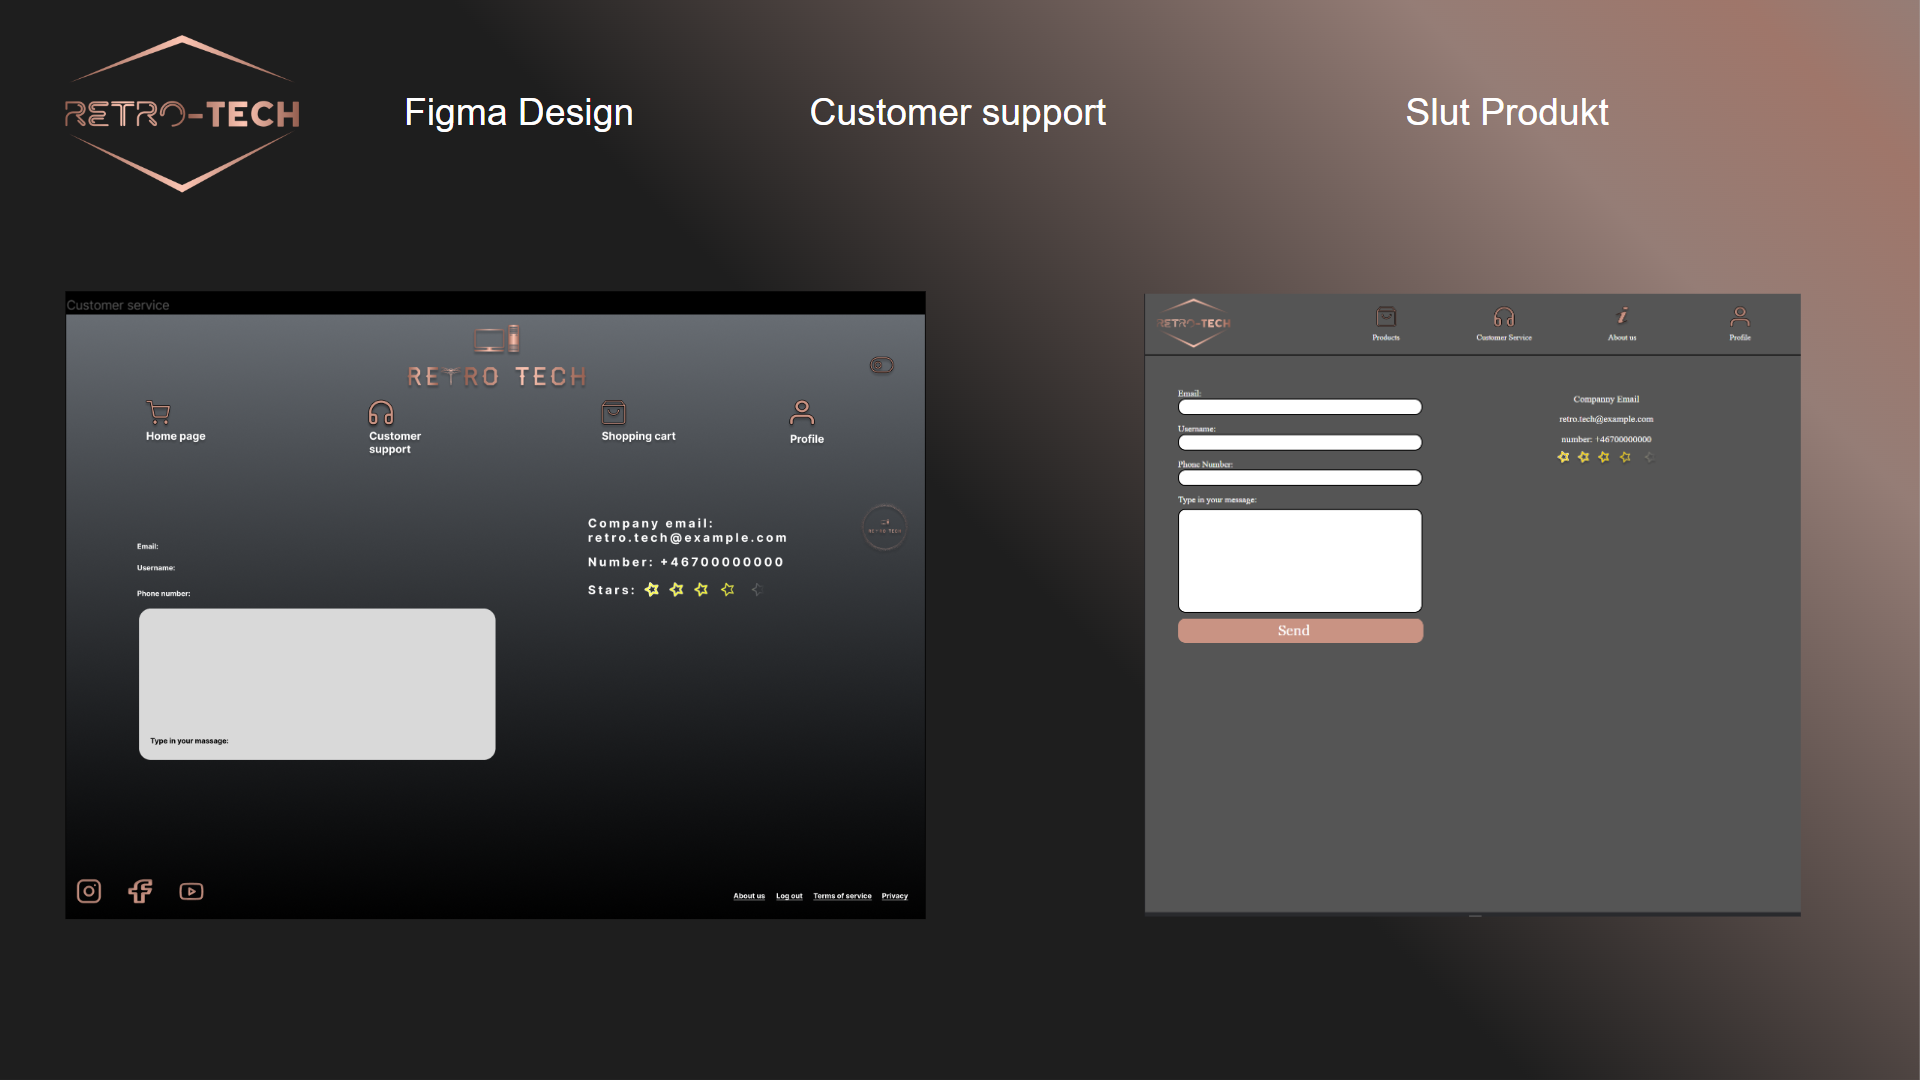 RETRO-TECH
Figma Design
Customer support
Slut Produkt
Customer service
RETRO TECH
Home page
Customer
support
Shopping cart
Profile
Company email:
retro.tech@example.com
Number: +46700000000
Stars:
RETRO TECH
Email:
Username:
Phone number:
Type in your massage:
About us
Log out
Terms of service
Privacy
RETRO-TECH
Products
Customer Service
About us
Profile
Email:
Username:
Phone Number:
Type in your message:
Send
Companny Email
retro.tech@example.com
number: +46700000000